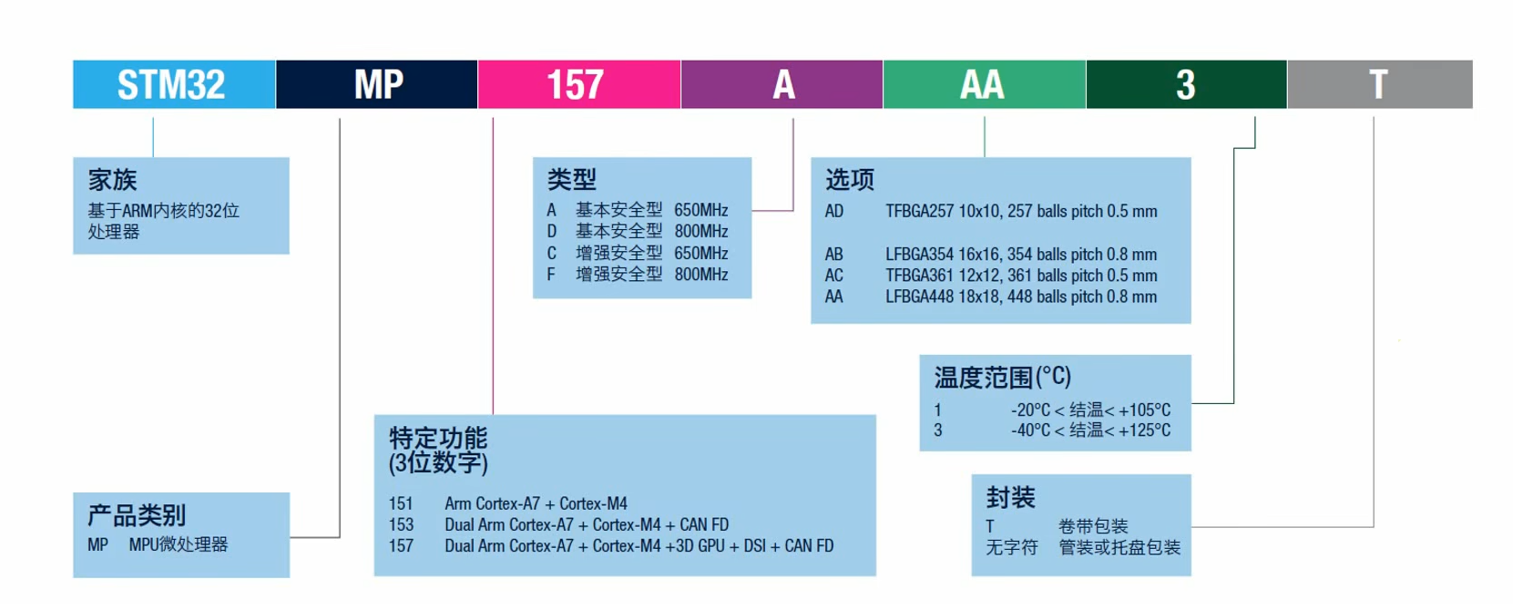 STM32 MP 157 A AA 3 T
家族
基于ARM内核的32位
处理器
类型
A 基本安全型 650MHz
D 基本安全型 800MHz
C 增强安全型 650MHz
F 增强安全型 800MHz
选项
AD TFBGA257 10x10, 257 balls pitch 0.5 mm
AB LFBGA354 16x16, 354 balls pitch 0.8 mm
AC TFBGA361 12x12, 361 balls pitch 0.5 mm
AA LFBGA448 18x18, 448 balls pitch 0.8 mm
温度范围(°C)
1 -20°C < 结温< +105°C
3 -40°C < 结温< +125°C
特定功能
(3位数字)
151 Arm Cortex-A7 + Cortex-M4
153 Dual Arm Cortex-A7 + Cortex-M4 + CAN FD
157 Dual Arm Cortex-A7 + Cortex-M4 +3D GPU + DSI + CAN FD
产品类别
MP MPU微处理器
封装
T 卷带包装
无字符 管装或托盘包装